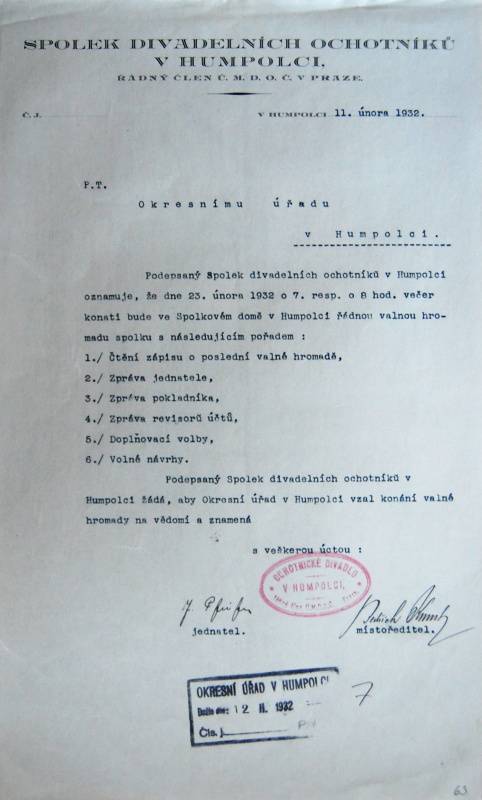 SPOLEK DIVADELNÍCH OCHOTNÍKŮ
V HUMPOLCI,
ŘÁDNÝ ČLEN Č. M. D. O. Č. V PRAZE.
Č. J. V HUMPOLCI 11. února 1932.
P.T.
Okresnímu úřadu
v Humpolci.
Podepsaný Spolek divadelních ochotníků v Humpolci
oznamuje, že dne 23. února 1932 o 7. resp. o 8 hod. večer
konati bude ve Spolkovém domě v Humpolci řádnou valnou hro-
madu spolku s následujícím pořadem :
1./ Čtění zápisu o poslední valné hromadě,
2./ Zpráva jednatele,
3./ Zpráva pokladníka,
4./ Zpráva revisorů účtů,
5./ Doplňovací volby,
6./ Volné návrhy.
Podepsaný Spolek divadelních ochotníků v
Humpolci žádá, aby Okresní úřad v Humpolci vzal konání valné
hromady na vědomí a znamená
s veškerou úctou :
OCHOTNICKÉ DIVADLO
V HUMPOLCI,
jednatel. místoředitel.
OKRESNÍ ÚŘAD V HUMPOLCI
Došlo dne: 12 II. 1932
Čís. j.
7
63